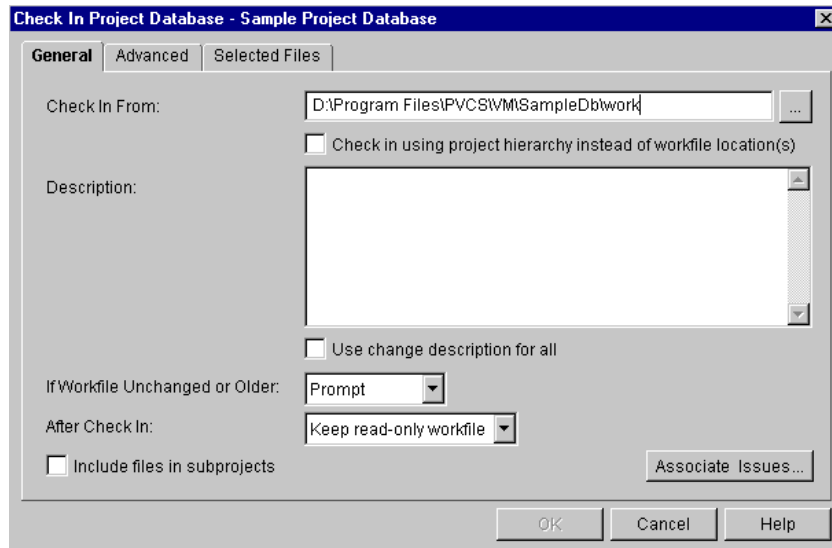 Check In Project Database - Sample Project Database
General Advanced Selected Files
Check In From: D:\Program Files\PVCS\VM\SampleDb\work ...
Check in using project hierarchy instead of workfile location(s)
Description:
Use change description for all
If Workfile Unchanged or Older: Prompt
After Check In: Keep read-only workfile
Include files in subprojects Associate Issues...
OK Cancel Help